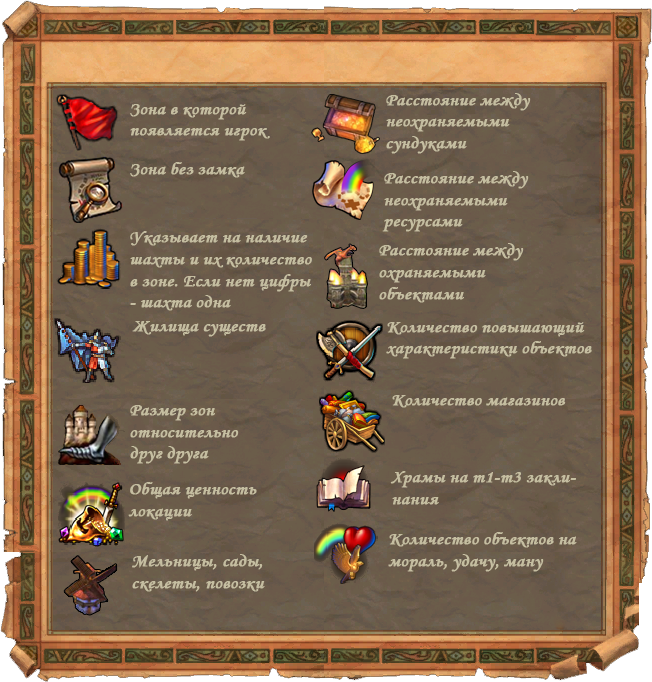 Зона в которой
появляется игрок
Зона без замка
Указывает на наличие
шахты и их количество
в зоне. Если нет цифры
- шахта одна
Жилища существ
Размер зон
относительно
друг друга
Общая ценность
локации
Мельницы, сады,
скелеты, повозки
Расстояние между
неохраняемыми
сундуками
Расстояние между
неохраняемыми
ресурсами
Расстояние между
охраняемыми
объектами
Количество повышающий
характеристики объектов
Количество магазинов
Храмы на т1-т3 закли-
нания
Количество объектов на
мораль, удачу, ману